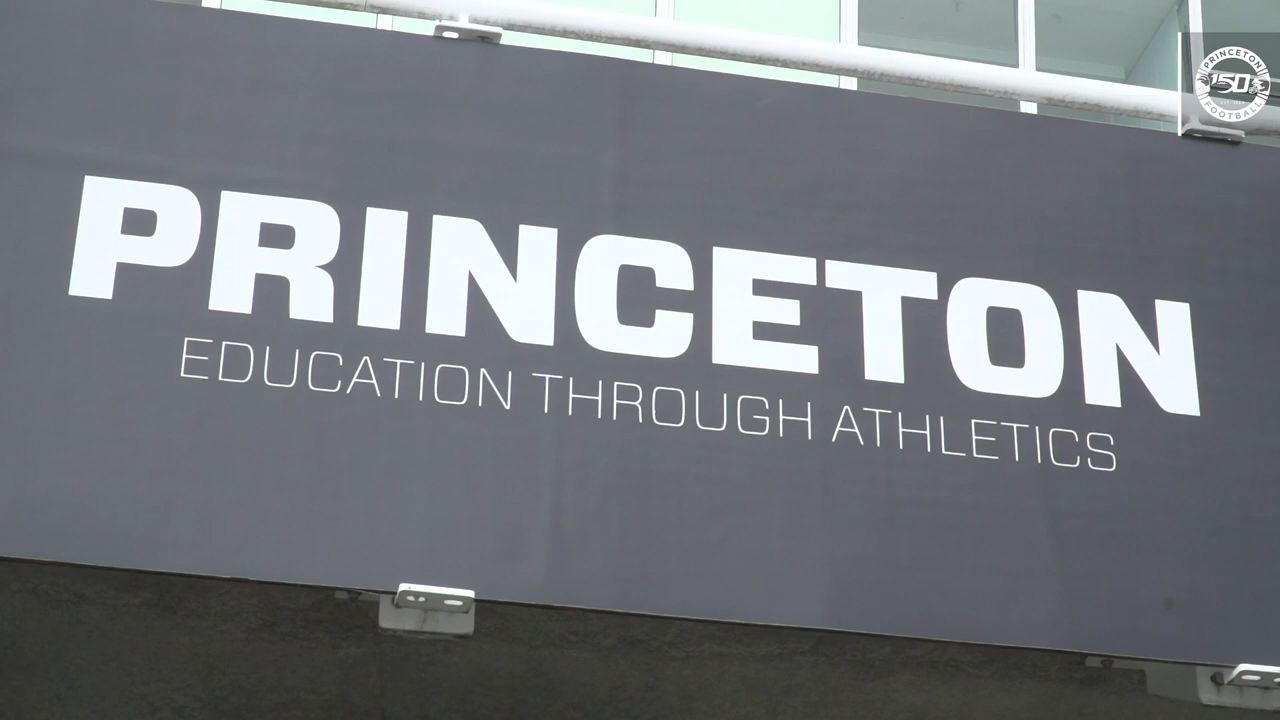 PRINCETON
EDUCATION THROUGH ATHLETICS
PRINCETON
150
FOOTBALL